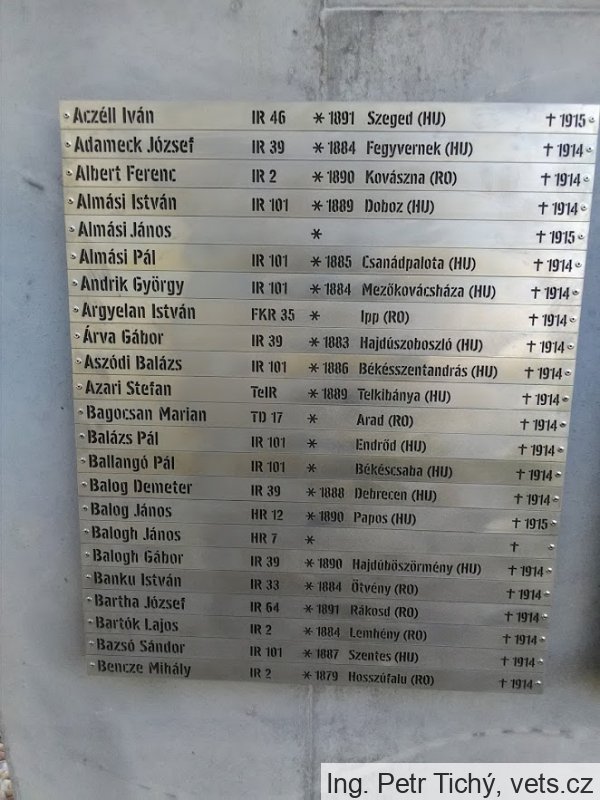 Aczéll Iván IR 46 * 1891 Szeged (HU) † 1915
Adameck József IR 39 * 1884 Fegyvernek (HU) † 1914
Albert Ferenc IR 2 * 1890 Kovászna (RO) † 1914
Almási István IR 101 * 1889 Doboz (HU) † 1914
Almási János * † 1915
Almási Pál IR 101 * 1885 Csanádpalota (HU) † 1914
Andrik György IR 101 * 1884 Mezőkovácsháza (HU) † 1914
Argyelan István FKR 35 * Ipp (RO) † 1914
Árva Gábor IR 39 * 1883 Hajdúszoboszló (HU) † 1914
Aszódi Balázs IR 101 * 1886 Békésszentandrás (HU) † 1914
Azari Stefan TelR * 1889 Telkibánya (HU) † 1914
Bagocsan Marian TD 17 * Arad (RO) † 1914
Balázs Pál IR 101 * Endrőd (HU) † 1914
Ballangó Pál IR 101 * Békéscsaba (HU) † 1914
Balog Demeter IR 39 * 1888 Debrecen (HU) † 1914
Balog János HR 12 * 1890 Papos (HU) † 1915
Balogh János HR 7 * †
Balogh Gábor IR 39 * 1890 Hajdúböszörmény (HU) † 1914
Banku István IR 33 * 1884 Ötvény (RO) † 1914
Bartha József IR 64 * 1891 Rákosd (RO) † 1914
Bartók Lajos IR 2 * 1884 Lemhény (RO) † 1914
Bazsó Sándor IR 101 * 1887 Szentes (HU) † 1914
Bencze Mihály IR 2 * 1879 Hosszúfalu (RO) † 1914
Ing. Petr Tichý, vets.cz